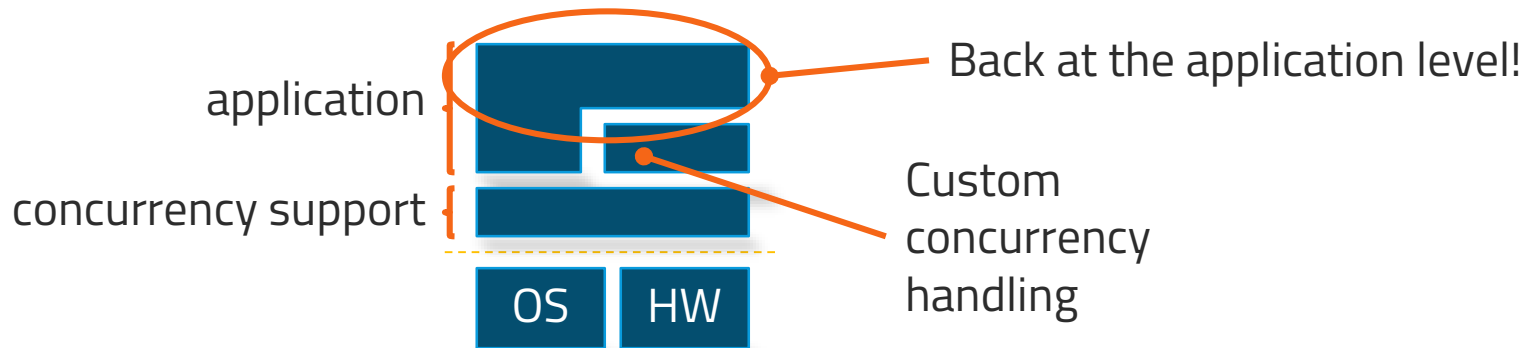 Back at the application level!
application
Custom
concurrency
handling
concurrency support
OS
HW